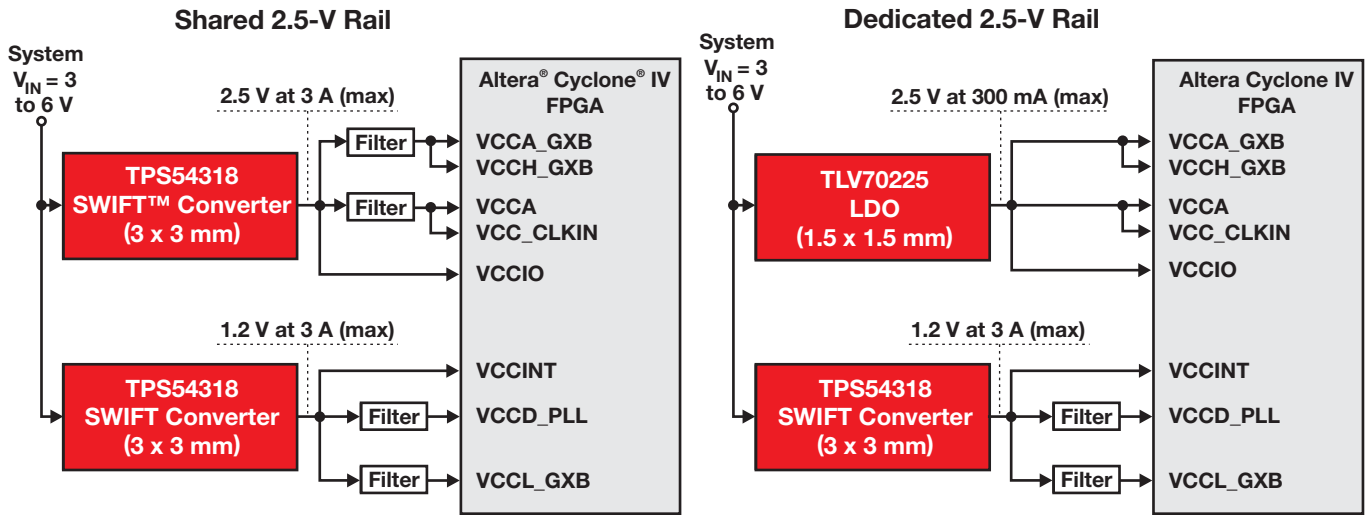 Shared 2.5-V Rail
System
V_IN = 3
to 6 V
2.5 V at 3 A (max)
Altera® Cyclone® IV
FPGA
Filter
VCCA_GXB
VCCH_GXB
TPS54318
SWIFT™ Converter
(3 x 3 mm)
Filter
VCCA
VCC_CLKIN
VCCIO
1.2 V at 3 A (max)
TPS54318
SWIFT Converter
(3 x 3 mm)
VCCINT
Filter
VCCD_PLL
Filter
VCCL_GXB
Dedicated 2.5-V Rail
System
V_IN = 3
to 6 V
2.5 V at 300 mA (max)
Altera Cyclone IV
FPGA
VCCA_GXB
VCCH_GXB
TLV70225
LDO
(1.5 x 1.5 mm)
VCCA
VCC_CLKIN
VCCIO
1.2 V at 3 A (max)
TPS54318
SWIFT Converter
(3 x 3 mm)
VCCINT
Filter
VCCD_PLL
Filter
VCCL_GXB